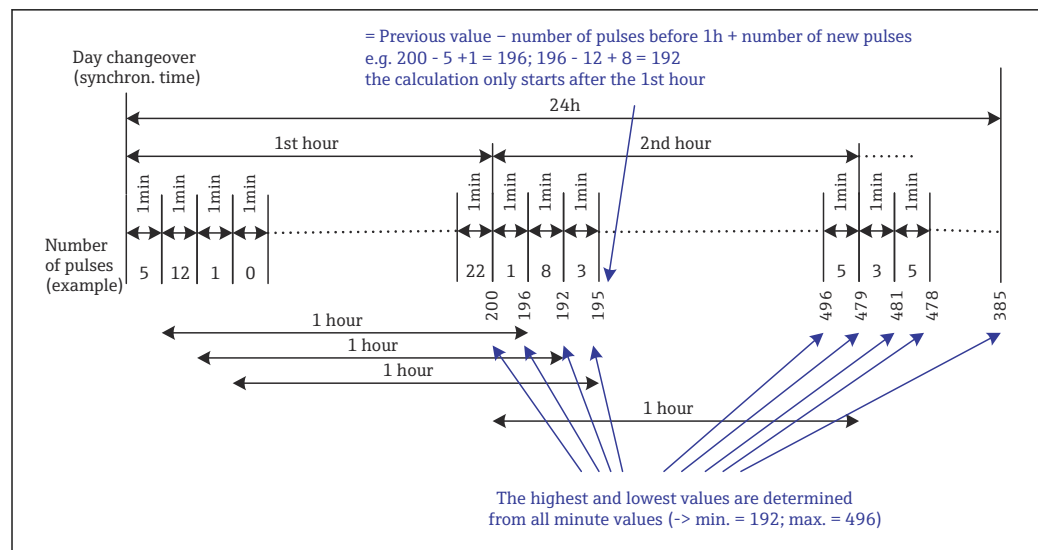 = Previous value – number of pulses before 1h + number of new pulses
e.g. 200 - 5 +1 = 196; 196 - 12 + 8 = 192
the calculation only starts after the 1st hour
Day changeover
(synchron. time)
24h
1st hour
2nd hour
1min
1min
1min
1min
1min
1min
1min
1min
1min
1min
1min
Number
of pulses
(example)
5
12
1
0
22
1
8
3
5
3
5
200
196
192
195
496
479
481
478
385
1 hour
1 hour
1 hour
1 hour
The highest and lowest values are determined
from all minute values (-> min. = 192; max. = 496)